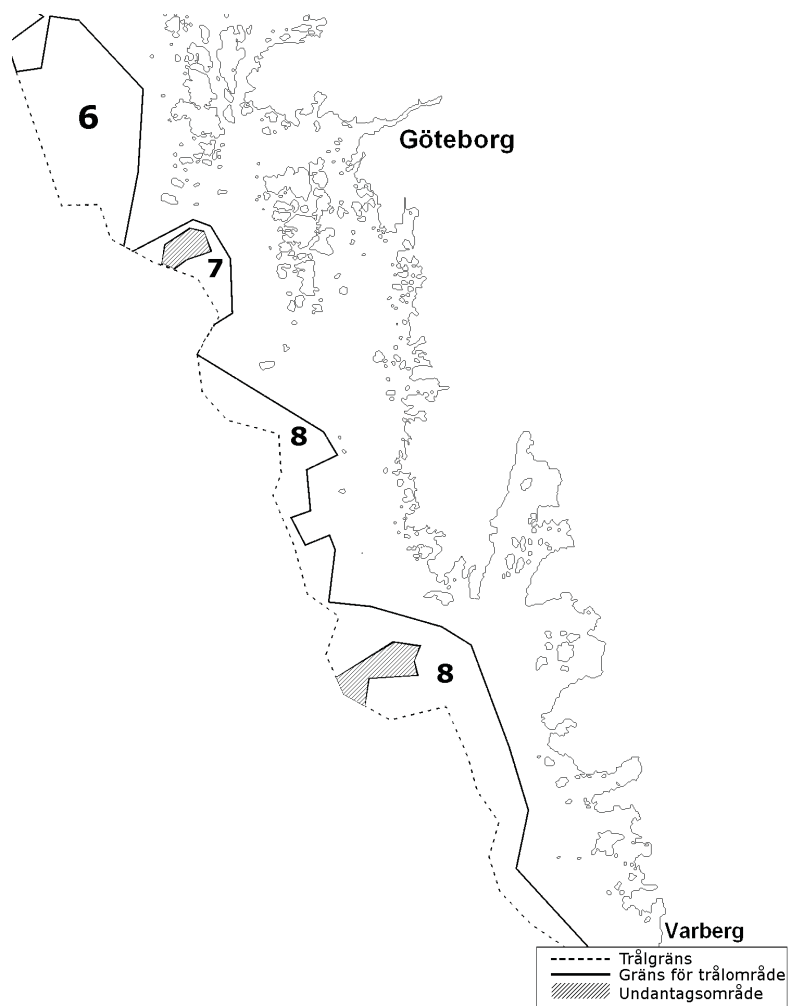 6
Göteborg
7
8
8
Varberg
Trålgräns
Gräns för trålområde
Undantagsområde